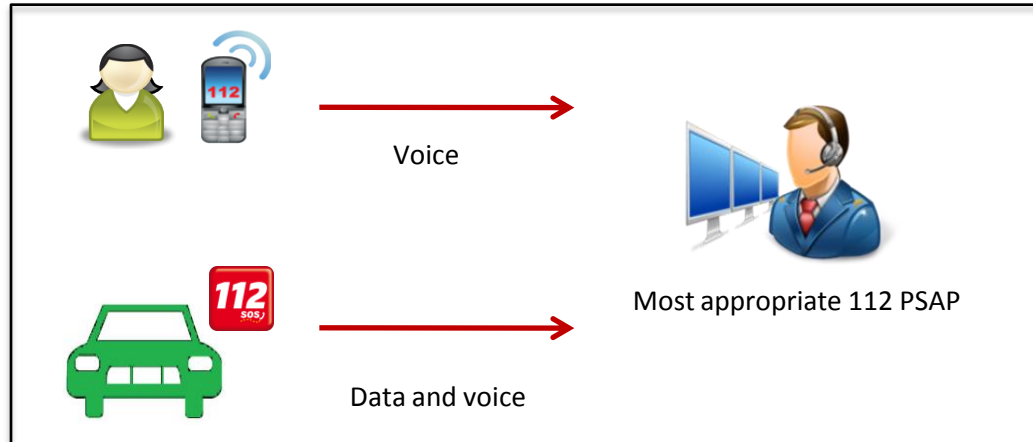 112
Voice
Most appropriate 112 PSAP
112
SOS
Data and voice